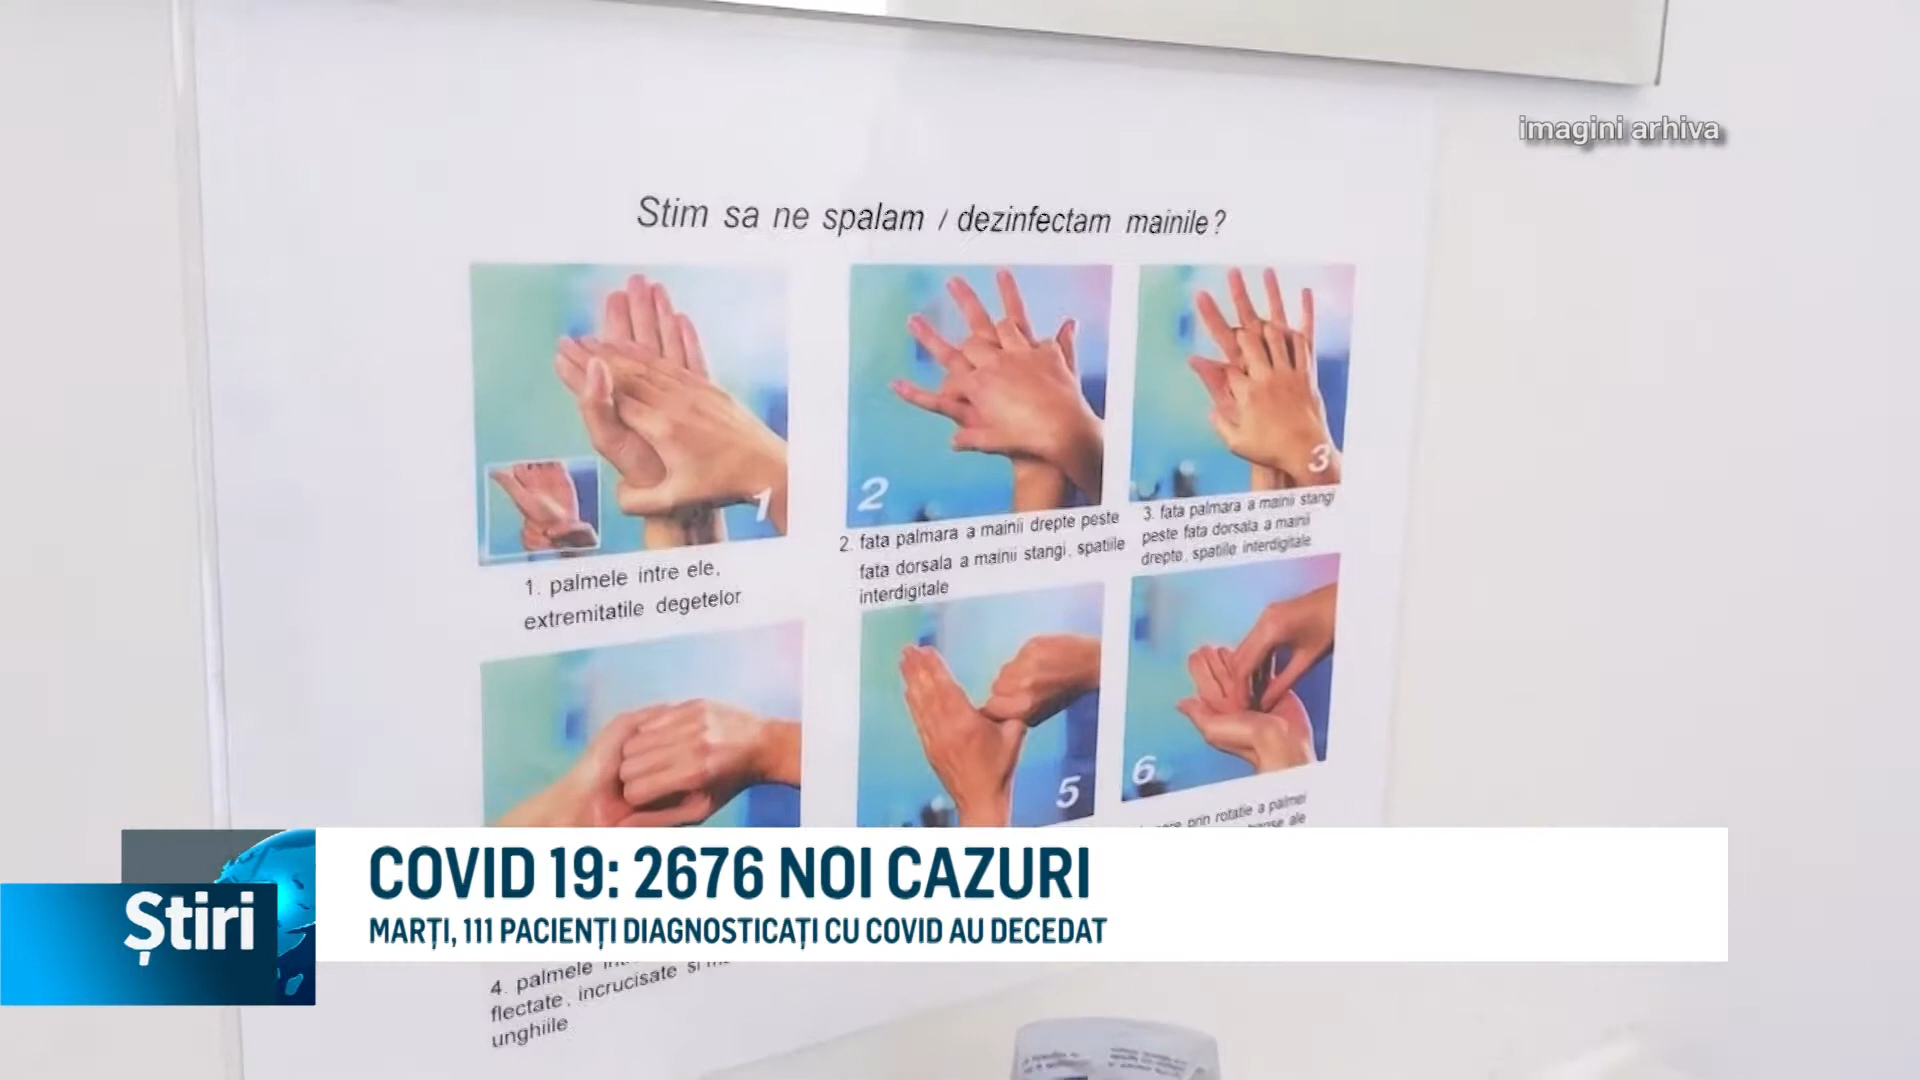 imagini arhiva
Stim sa ne spalam / dezinfectam mainile?
1
2
3
1. palmele intre ele,
extremitatile degetelor
2. fata palmara a mainii drepte peste
fata dorsala a mainii stangi, spatiile
interdigitale
3. fata palmara a mainii stangi
peste fata dorsala a mainii
drepte, spatiile interdigitale
5
6
prin rotatie a palmei
ale
Știri
COVID 19: 2676 NOI CAZURI
MARȚI, 111 PACIENȚI DIAGNOSTICAȚI CU COVID AU DECEDAT
4. palmele
flectate, incrucisate si
unghiile